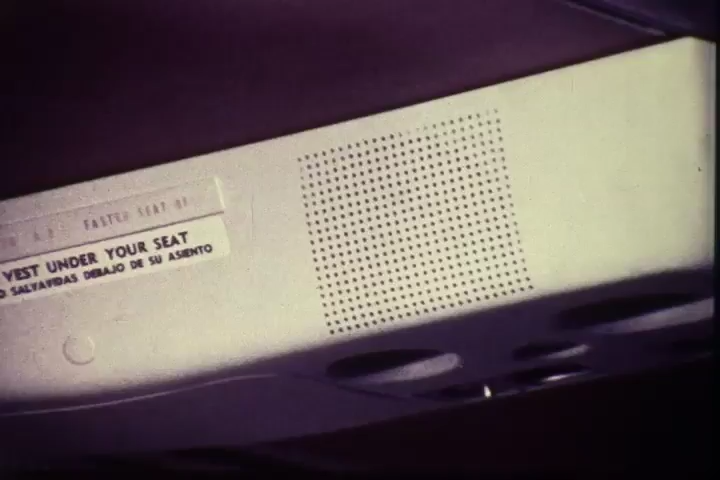 FASTEN SEAT BE
VEST UNDER YOUR SEAT
O SALVAVIDAS DEBAJO DE SU ASIENTO